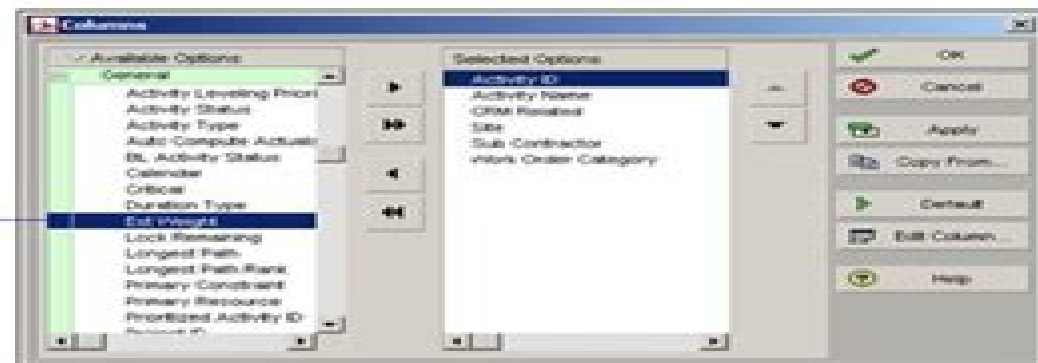 Columns
Available Options
General
Activity Leveling Priori
Activity Status
Activity Type
Auto Compute Actuals
BL Activity Status
Calendar
Critical
Duration Type
Est Weight
Lock Remaining
Longest Path
Longest Path Rank
Primary Constraint
Primary Resource
Prioritized Activity ID
Project ID
Selected Options
Activity ID
Activity Name
CRM Related
Site
Sub Contractor
Work Order Category
OK
Cancel
Apply
Copy From...
Default
Edit Column...
Help